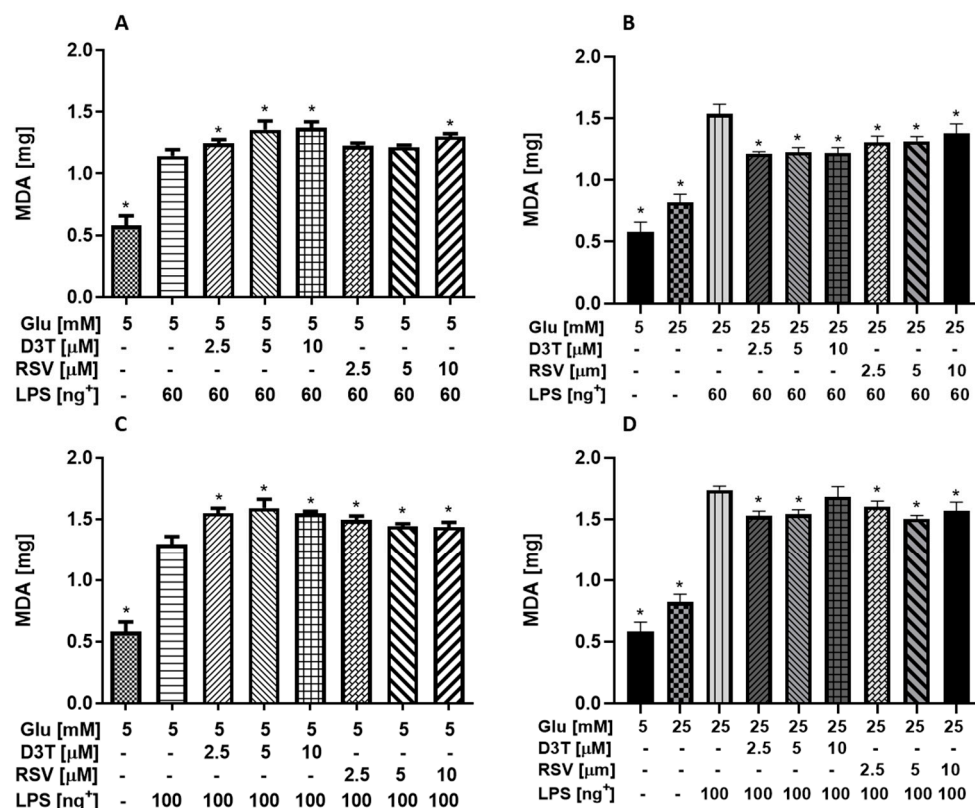 A
2.0
1.5
1.0
0.5
0.0
MDA [mg]
* * * * *
Glu [mM] 5 5 5 5 5 5 5 5
D3T [μM] - - 2.5 5 10 - - -
RSV [μM] - - - - - 2.5 5 10
LPS [ng⁺] - 60 60 60 60 60 60 60
B
2.0
1.5
1.0
0.5
0.0
MDA [mg]
* * * * * * * *
Glu [mM] 5 25 25 25 25 25 25 25 25
D3T [μM] - - - 2.5 5 10 - - -
RSV [μm] - - - - - - 2.5 5 10
LPS [ng⁺] - - 60 60 60 60 60 60 60
C
2.0
1.5
1.0
0.5
0.0
MDA [mg]
* * * * * * *
Glu [mM] 5 5 5 5 5 5 5 5
D3T [μM] - - 2.5 5 10 - - -
RSV [μM] - - - - - 2.5 5 10
LPS [ng⁺] - 100 100 100 100 100 100 100
D
2.0
1.5
1.0
0.5
0.0
MDA [mg]
* * * * * * *
Glu [mM] 5 25 25 25 25 25 25 25 25
D3T [μM] - - - 2.5 5 10 - - -
RSV [μm] - - - - - - 2.5 5 10
LPS [ng⁺] - - 100 100 100 100 100 100 100